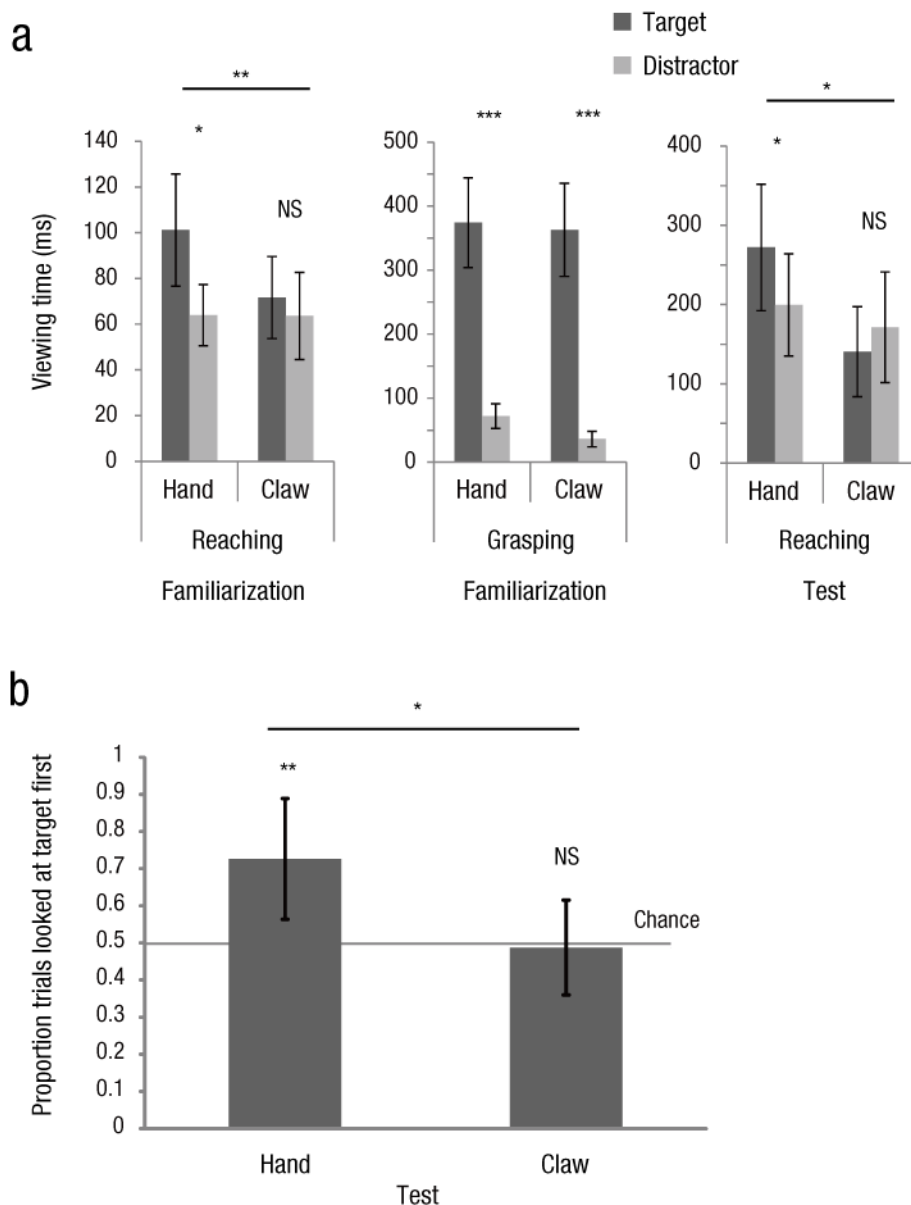 a
Target
Distractor
** 
*
NS
***
***
*
*
NS
Viewing time (ms)
140
120
100
80
60
40
20
0
500
400
300
200
100
0
400
300
200
100
0
Hand Claw
Hand Claw
Hand Claw
Reaching
Grasping
Reaching
Familiarization
Familiarization
Test
b
*
**
NS
Chance
Proportion trials looked at target first
1
0.9
0.8
0.7
0.6
0.5
0.4
0.3
0.2
0.1
0
Hand Claw
Test